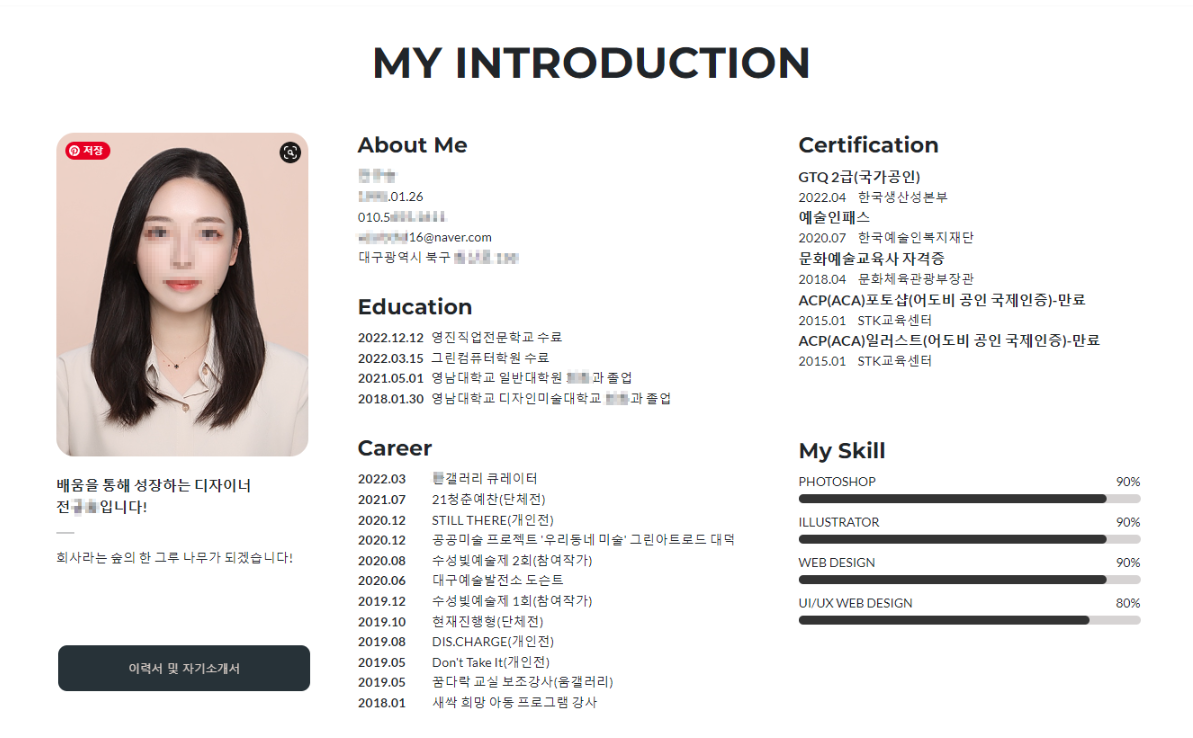 MY INTRODUCTION
저장
배움을 통해 성장하는 디자이너
전 입니다!
회사라는 숲의 한 그루 나무가 되겠습니다!
이력서 및 자기소개서
About Me
.01.26
010.5
16@naver.com
대구광역시 북구
Education
2022.12.12 영진직업전문학교 수료
2022.03.15 그린컴퓨터학원 수료
2021.05.01 영남대학교 일반대학원 과 졸업
2018.01.30 영남대학교 디자인미술대학교 과 졸업
Career
2022.03 갤러리 큐레이터
2021.07 21청춘예찬(단체전)
2020.12 STILL THERE(개인전)
2020.12 공공미술 프로젝트 '우리동네 미술' 그린아트로드 대덕
2020.08 수성빛예술제 2회(참여작가)
2020.06 대구예술발전소 도슨트
2019.12 수성빛예술제 1회(참여작가)
2019.10 현재진행형(단체전)
2019.08 DIS.CHARGE(개인전)
2019.05 Don't Take It(개인전)
2019.05 꿈다락 교실 보조강사(움갤러리)
2018.01 새싹 희망 아동 프로그램 강사
Certification
GTQ 2급(국가공인)
2022.04 한국생산성본부
예술인패스
2020.07 한국예술인복지재단
문화예술교육사 자격증
2018.04 문화체육관광부장관
ACP(ACA)포토샵(어도비 공인 국제인증)-만료
2015.01 STK교육센터
ACP(ACA)일러스트(어도비 공인 국제인증)-만료
2015.01 STK교육센터
My Skill
PHOTOSHOP 90%
ILLUSTRATOR 90%
WEB DESIGN 90%
UI/UX WEB DESIGN 80%